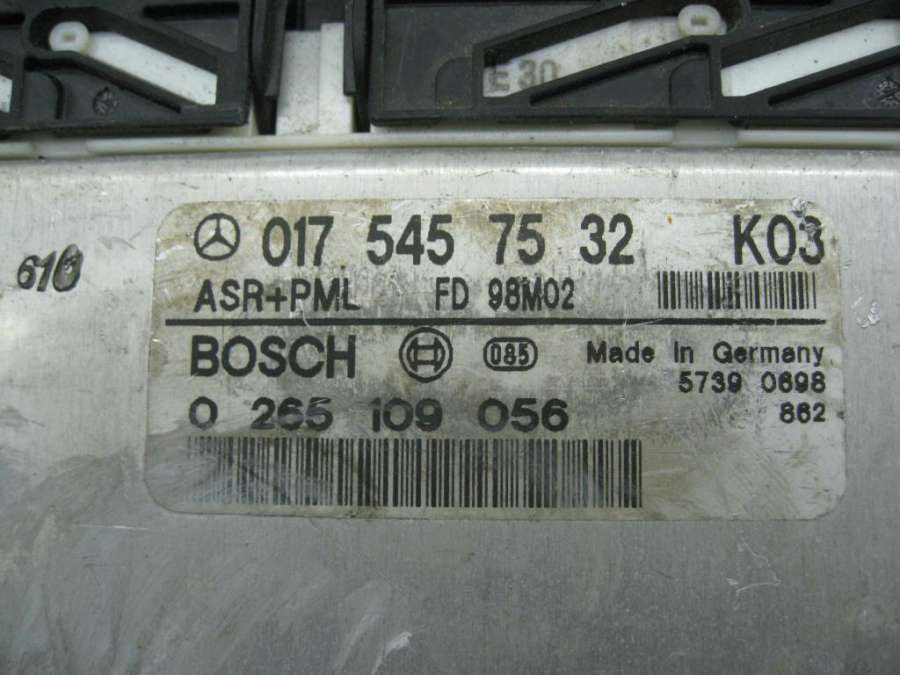 E 30
017 545 75 32 K03
610
ASR+PML FD 98M02
BOSCH 085 Made In Germany
5739 0698
0 265 109 056 862